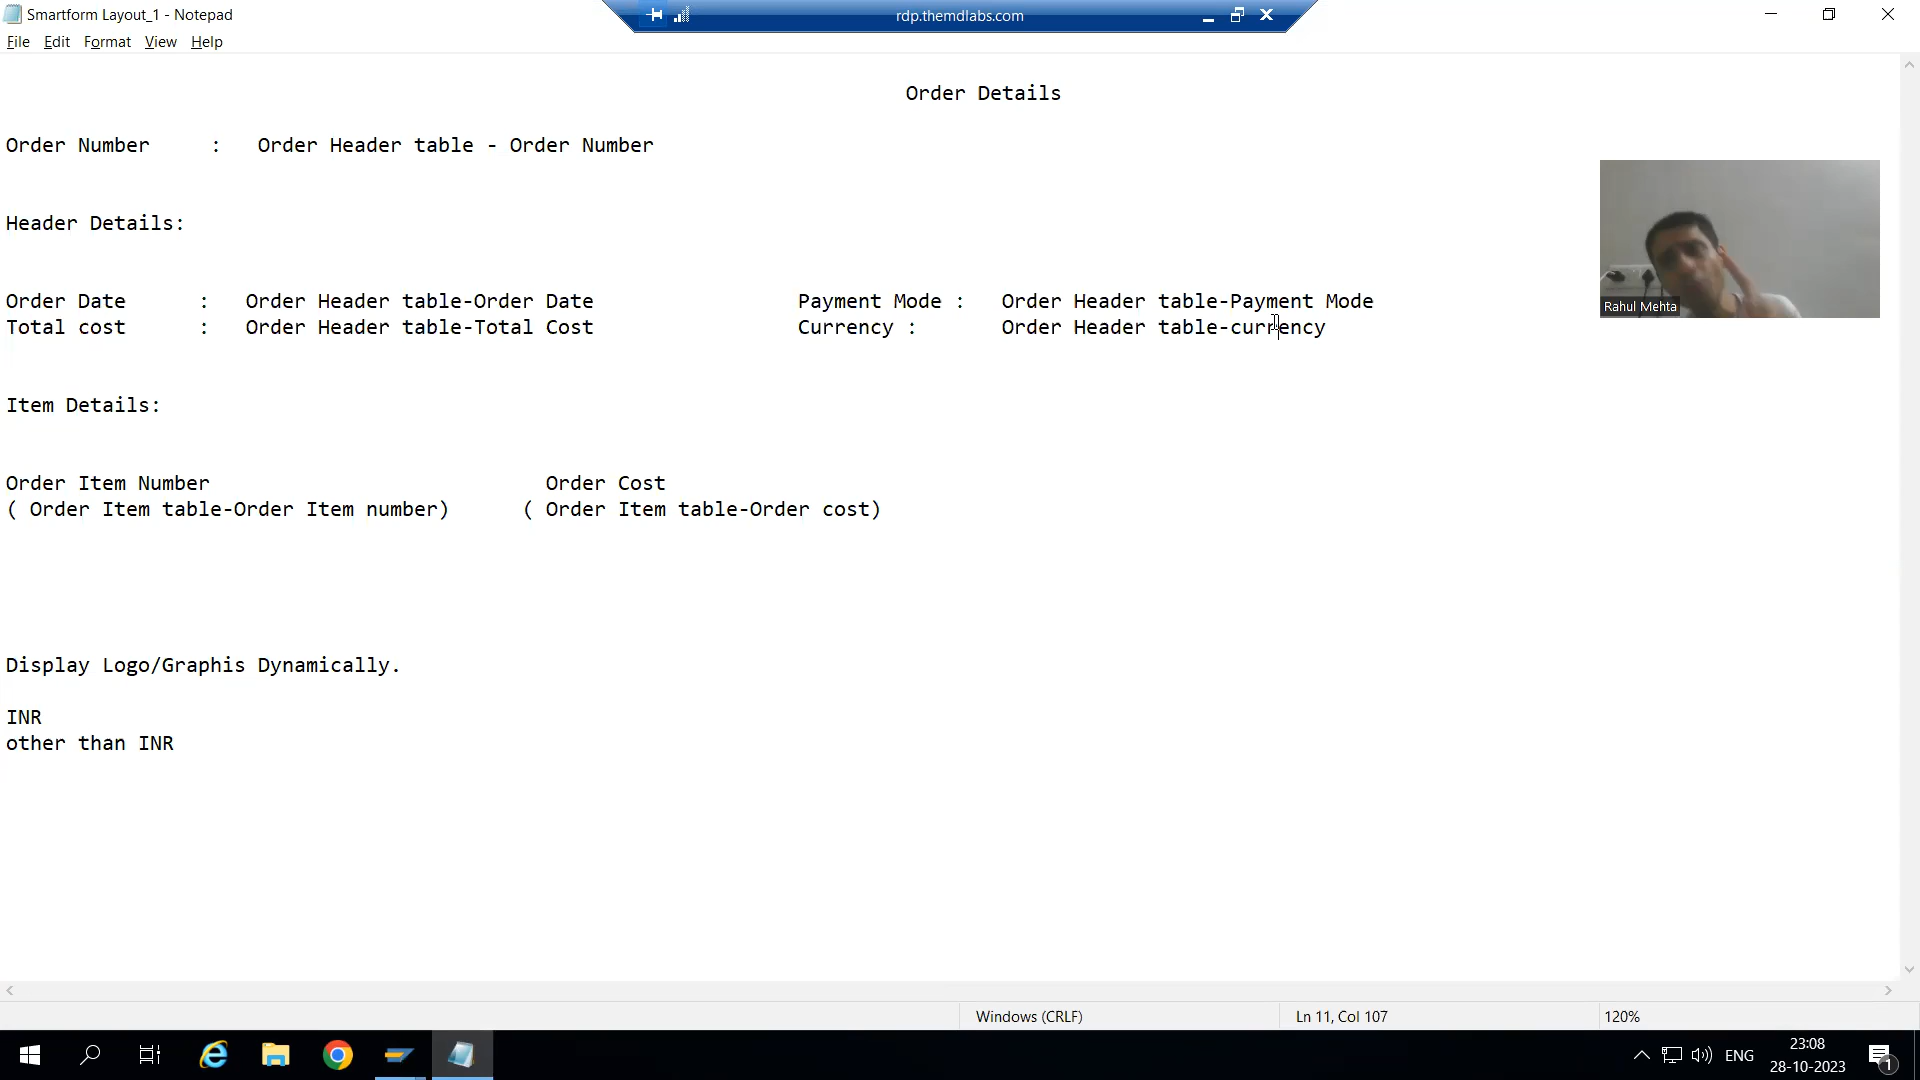 Smartform Layout_1 - Notepad
rdp.themdlabs.com
File Edit Format View Help
Order Details
Order Number : Order Header table - Order Number
Header Details:
Order Date : Order Header table-Order Date Payment Mode : Order Header table-Payment Mode
Total cost : Order Header table-Total Cost Currency : Order Header table-currency
Rahul Mehta
Item Details:
Order Item Number Order Cost
( Order Item table-Order Item number) ( Order Item table-Order cost)
Display Logo/Graphis Dynamically.
INR
other than INR
Windows (CRLF) Ln 11, Col 107 120%
ENG
23:08
28-10-2023
1